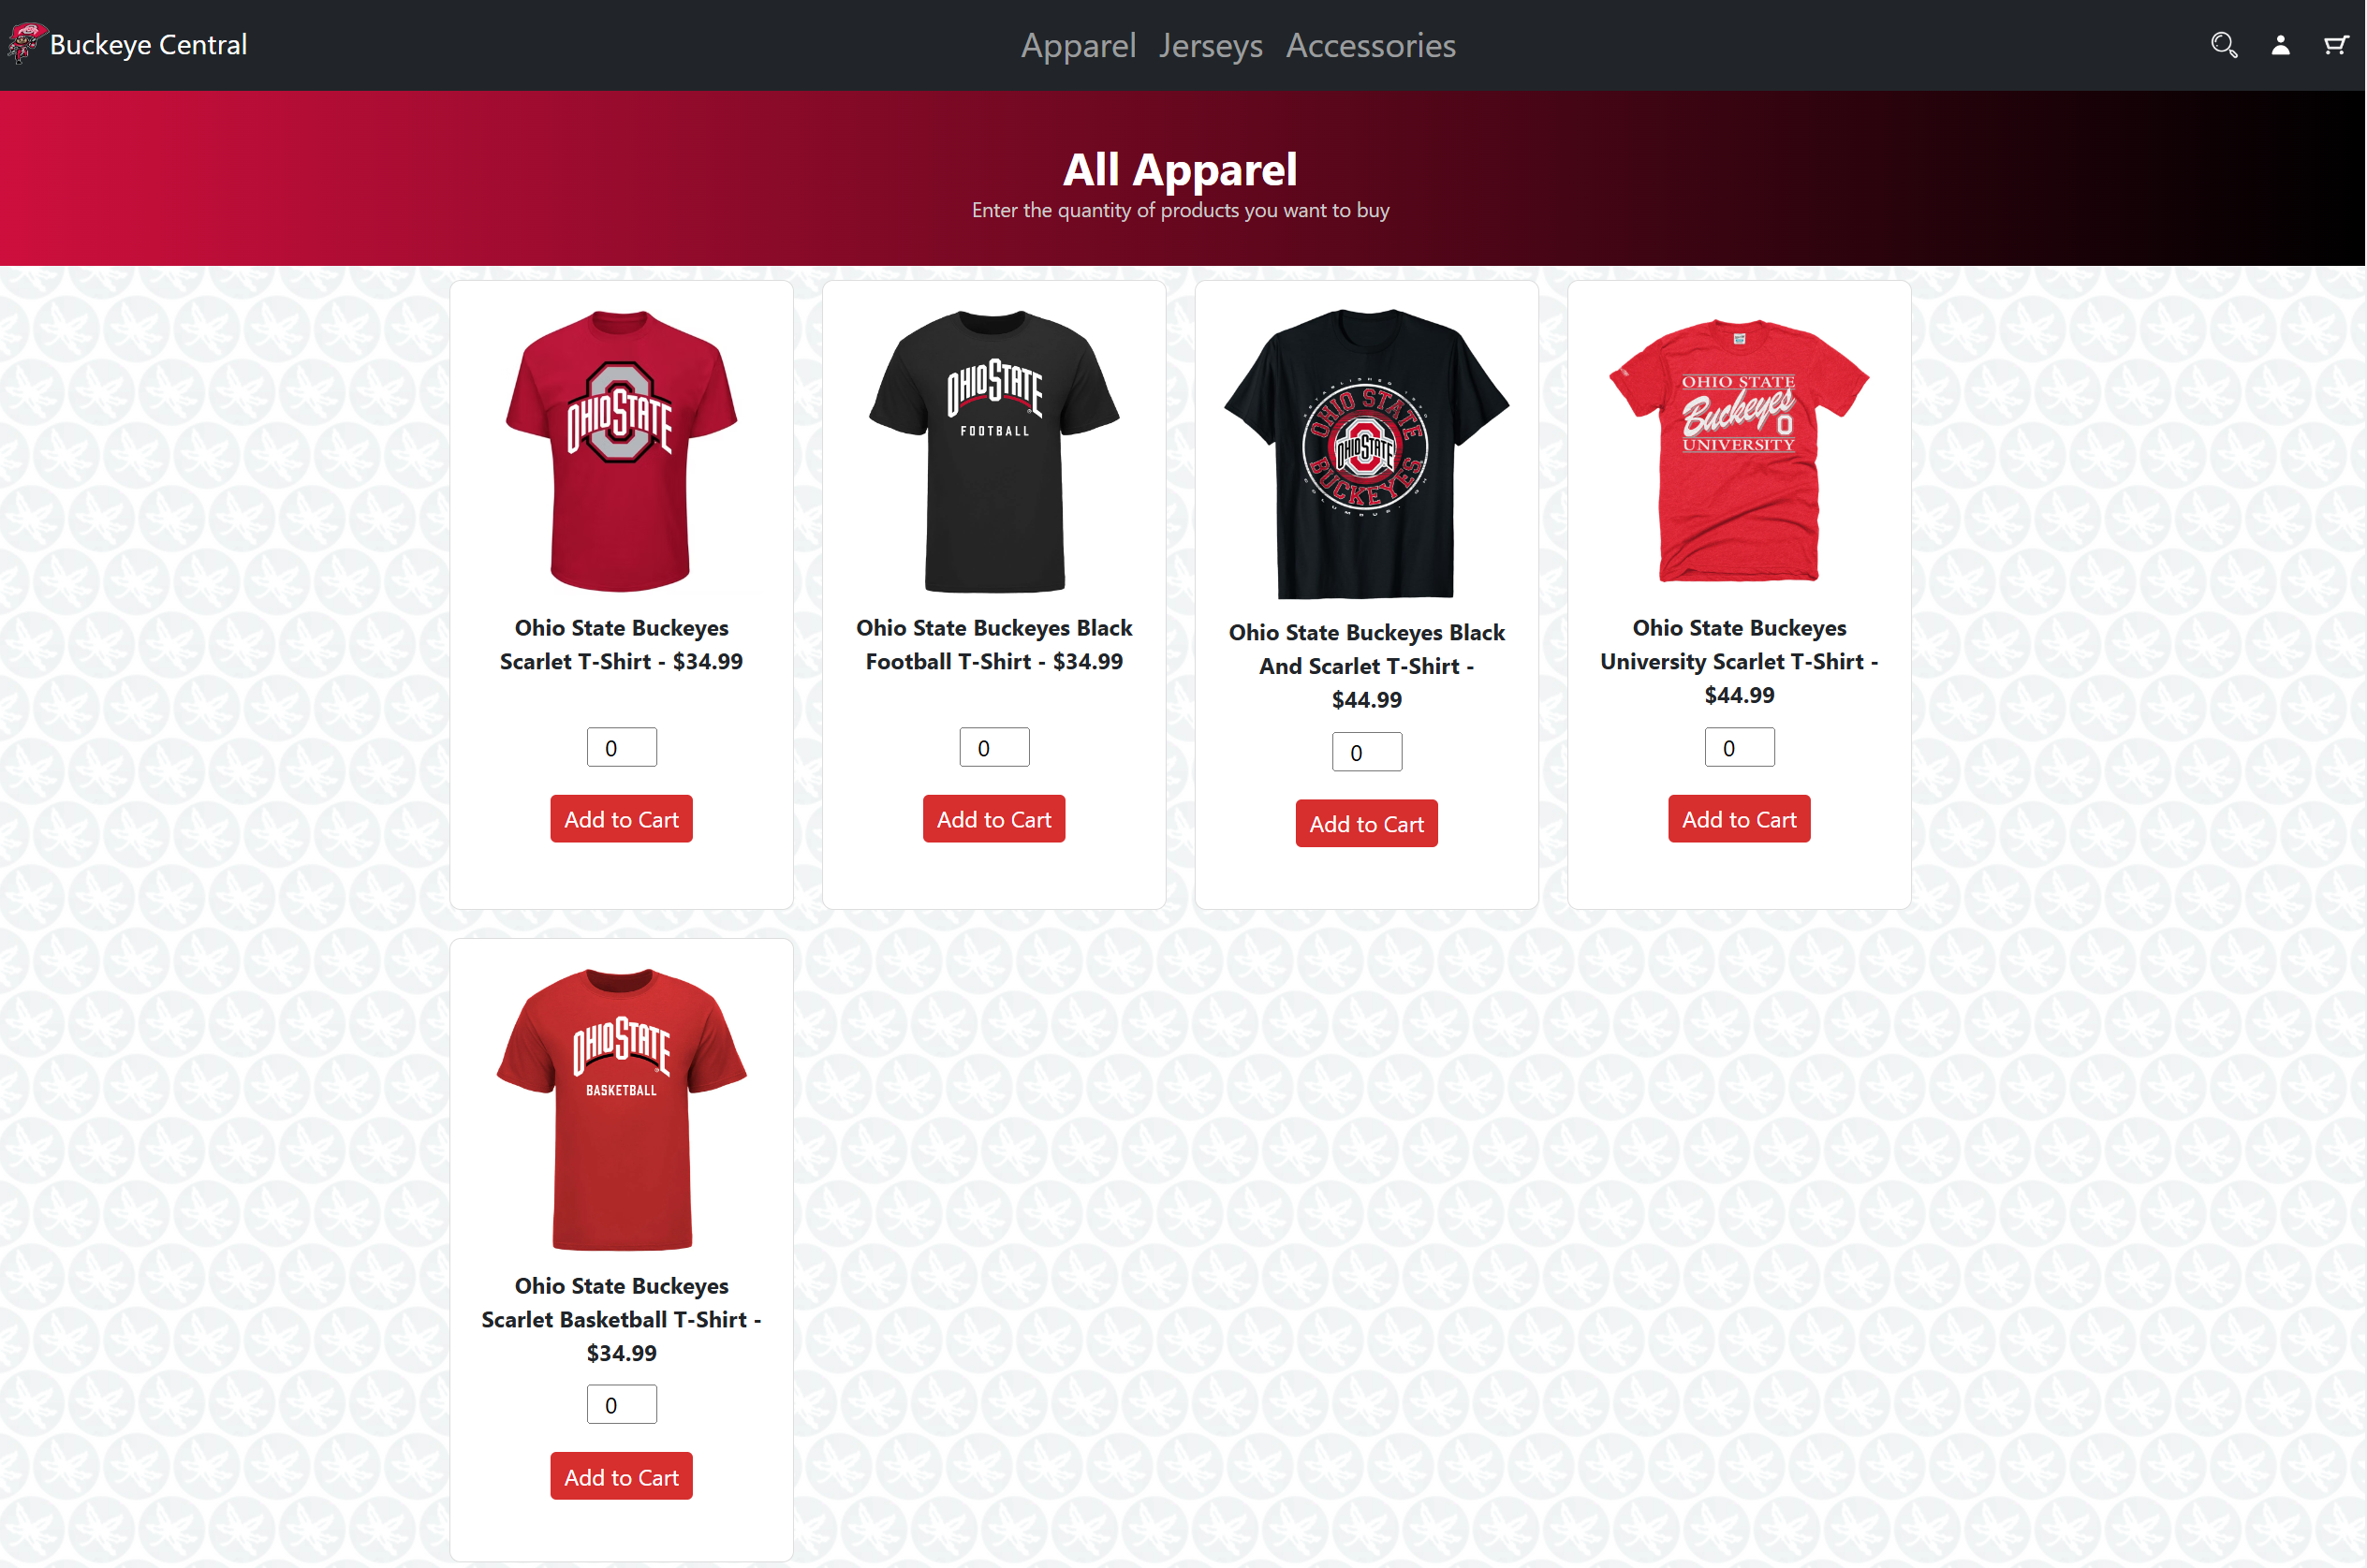 Buckeye Central
Apparel Jerseys Accessories
All Apparel
Enter the quantity of products you want to buy
OHIO STATE
OHIO STATE
FOOTBALL
ESTABLISHED 1870
OHIO STATE
OHIO STATE
BUCKEYES
COLUMBUS, OH
OHIO STATE
Buckeyes
O
UNIVERSITY
Ohio State Buckeyes
Scarlet T-Shirt - $34.99
0
Add to Cart
Ohio State Buckeyes Black
Football T-Shirt - $34.99
0
Add to Cart
Ohio State Buckeyes Black
And Scarlet T-Shirt -
$44.99
0
Add to Cart
Ohio State Buckeyes
University Scarlet T-Shirt -
$44.99
0
Add to Cart
OHIO STATE
BASKETBALL
Ohio State Buckeyes
Scarlet Basketball T-Shirt -
$34.99
0
Add to Cart